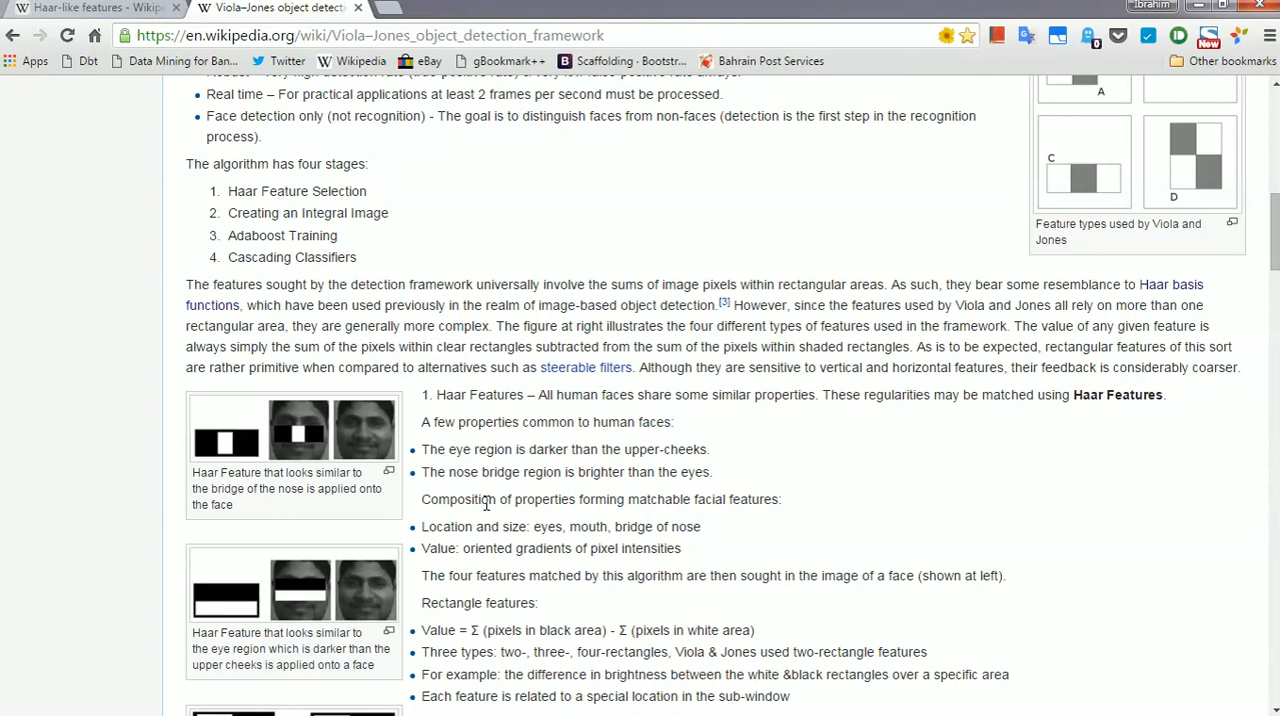 Haar-like features - Wikip
Viola–Jones object detecti
Ibrahim
https://en.wikipedia.org/wiki/Viola–Jones_object_detection_framework
0
New
Apps
Dbt
Data Mining for Ban...
Twitter
Wikipedia
eBay
gBookmark++
Scaffolding · Bootstr...
Bahrain Post Services
Other bookmarks
Real time – For practical applications at least 2 frames per second must be processed.
Face detection only (not recognition) - The goal is to distinguish faces from non-faces (detection is the first step in the recognition
process).
The algorithm has four stages:
1. Haar Feature Selection
2. Creating an Integral Image
3. Adaboost Training
4. Cascading Classifiers
A
C
D
Feature types used by Viola and
Jones
The features sought by the detection framework universally involve the sums of image pixels within rectangular areas. As such, they bear some resemblance to Haar basis
functions, which have been used previously in the realm of image-based object detection.[3] However, since the features used by Viola and Jones all rely on more than one
rectangular area, they are generally more complex. The figure at right illustrates the four different types of features used in the framework. The value of any given feature is
always simply the sum of the pixels within clear rectangles subtracted from the sum of the pixels within shaded rectangles. As is to be expected, rectangular features of this sort
are rather primitive when compared to alternatives such as steerable filters. Although they are sensitive to vertical and horizontal features, their feedback is considerably coarser.
Haar Feature that looks similar to
the bridge of the nose is applied onto
the face
Haar Feature that looks similar to
the eye region which is darker than the
upper cheeks is applied onto a face
1. Haar Features – All human faces share some similar properties. These regularities may be matched using Haar Features.
A few properties common to human faces:
The eye region is darker than the upper-cheeks.
The nose bridge region is brighter than the eyes.
Composition of properties forming matchable facial features:
Location and size: eyes, mouth, bridge of nose
Value: oriented gradients of pixel intensities
The four features matched by this algorithm are then sought in the image of a face (shown at left).
Rectangle features:
Value = Σ (pixels in black area) - Σ (pixels in white area)
Three types: two-, three-, four-rectangles, Viola & Jones used two-rectangle features
For example: the difference in brightness between the white &black rectangles over a specific area
Each feature is related to a special location in the sub-window